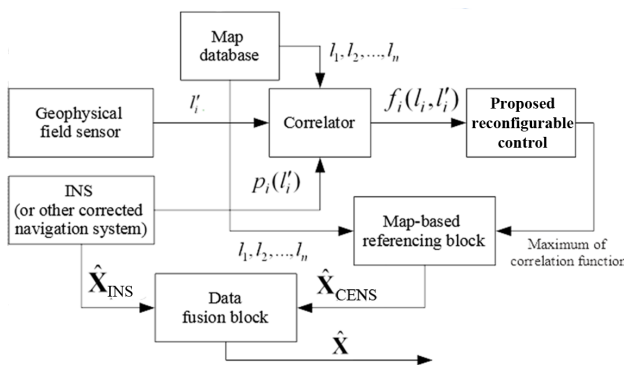 Map
database
l₁, l₂, ..., lₙ
Geophysical
field sensor
l′ᵢ
Correlator
fᵢ(lᵢ, l′ᵢ)
Proposed
reconfigurable
control
pᵢ(l′ᵢ)
INS
(or other corrected
navigation system)
Map-based
referencing block
Maximum of
correlation function
l₁, l₂, ..., lₙ
X̂INS
Data
fusion block
X̂CENS
X̂